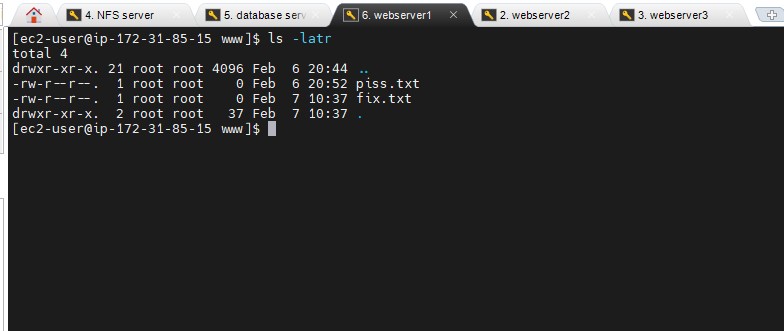 4. NFS server 5. database serv 6. webserver1 2. webserver2 3. webserver3
[ec2-user@ip-172-31-85-15 www]$ ls -latr
total 4
drwxr-xr-x. 21 root root 4096 Feb  6 20:44 ..
-rw-r--r--.  1 root root    0 Feb  6 20:52 piss.txt
-rw-r--r--.  1 root root    0 Feb  7 10:37 fix.txt
drwxr-xr-x.  2 root root   37 Feb  7 10:37 .
[ec2-user@ip-172-31-85-15 www]$